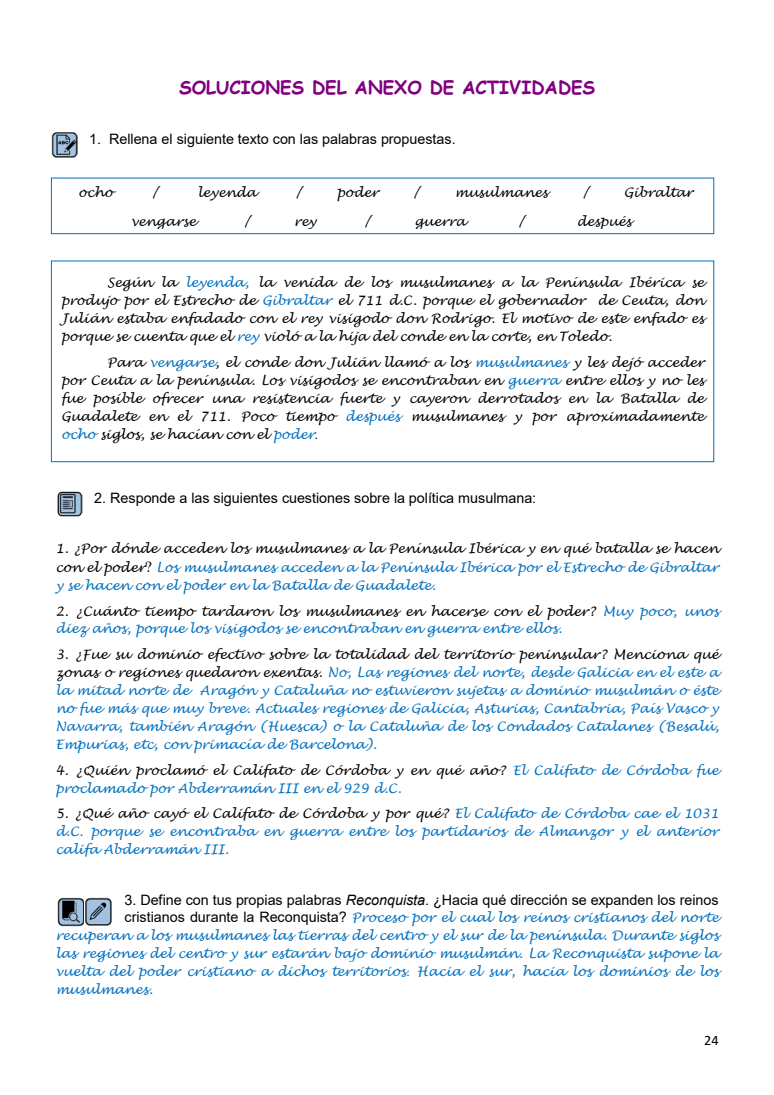 SOLUCIONES DEL ANEXO DE ACTIVIDADES
1. Rellena el siguiente texto con las palabras propuestas.
ocho / leyenda / poder / musulmanes / Gibraltar
vengarse / rey / guerra / después
Según la leyenda, la venida de los musulmanes a la Península Ibérica se
produjo por el Estrecho de Gibraltar el 711 d.C. porque el gobernador de Ceuta, don
Julián estaba enfadado con el rey visigodo don Rodrigo. El motivo de este enfado es
porque se cuenta que el rey violó a la hija del conde en la corte, en Toledo.
Para vengarse, el conde don Julián llamó a los musulmanes y les dejó acceder
por Ceuta a la península. Los visigodos se encontraban en guerra entre ellos y no les
fue posible ofrecer una resistencia fuerte y cayeron derrotados en la Batalla de
Guadalete en el 711. Poco tiempo después musulmanes y por aproximadamente
ocho siglos, se hacían con el poder.
2. Responde a las siguientes cuestiones sobre la política musulmana:
1. ¿Por dónde acceden los musulmanes a la Península Ibérica y en qué batalla se hacen
con el poder? Los musulmanes acceden a la Península Ibérica por el Estrecho de Gibraltar
y se hacen con el poder en la Batalla de Guadalete.
2. ¿Cuánto tiempo tardaron los musulmanes en hacerse con el poder? Muy poco, unos
diez años, porque los visigodos se encontraban en guerra entre ellos.
3. ¿Fue su dominio efectivo sobre la totalidad del territorio peninsular? Menciona qué
zonas o regiones quedaron exentas. No, Las regiones del norte, desde Galicia en el este a
la mitad norte de Aragón y Cataluña no estuvieron sujetas a dominio musulmán o éste
no fue más que muy breve. Actuales regiones de Galicia, Asturias, Cantabria, País Vasco y
Navarra, también Aragón (Huesca) o la Cataluña de los Condados Catalanes (Besalú,
Empurias, etc, con primacía de Barcelona).
4. ¿Quién proclamó el Califato de Córdoba y en qué año? El Califato de Córdoba fue
proclamado por Abderramán III en el 929 d.C.
5. ¿Qué año cayó el Califato de Córdoba y por qué? El Califato de Córdoba cae el 1031
d.C. porque se encontraba en guerra entre los partidarios de Almanzor y el anterior
califa Abderramán III.
3. Define con tus propias palabras Reconquista. ¿Hacia qué dirección se expanden los reinos
cristianos durante la Reconquista? Proceso por el cual los reinos cristianos del norte
recuperan a los musulmanes las tierras del centro y el sur de la península. Durante siglos
las regiones del centro y sur estarán bajo dominio musulmán. La Reconquista supone la
vuelta del poder cristiano a dichos territorios. Hacia el sur, hacia los dominios de los
musulmanes.
24